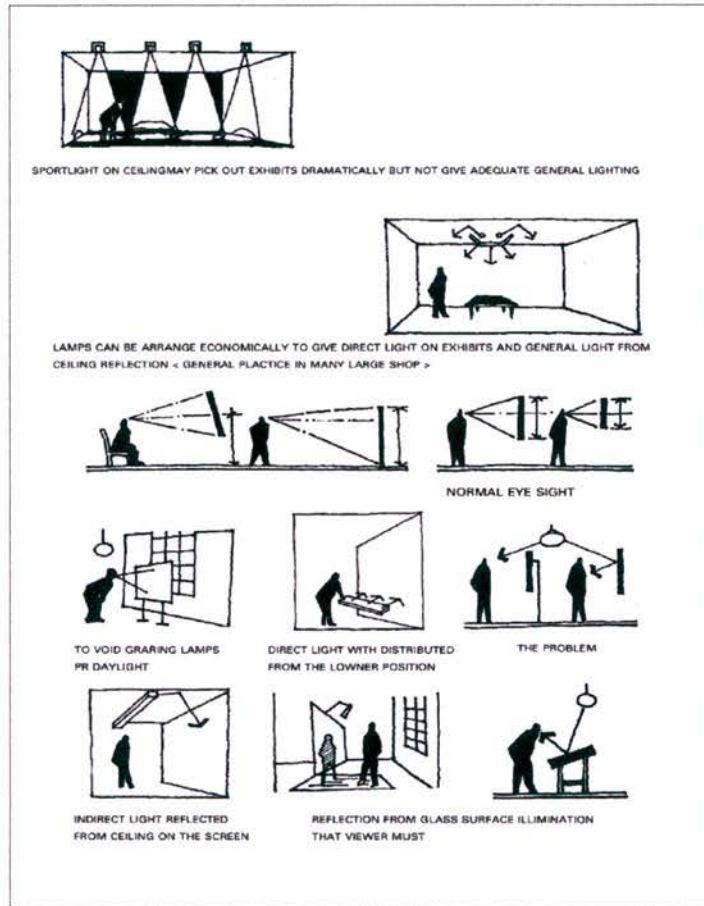 SPORTLIGHT ON CEILINGMAY PICK OUT EXHIBITS DRAMATICALLY BUT NOT GIVE ADEQUATE GENERAL LIGHTING
LAMPS CAN BE ARRANGE ECONOMICALLY TO GIVE DIRECT LIGHT ON EXHIBITS AND GENERAL LIGHT FROM
CEILING REFLECTION < GENERAL PLACTICE IN MANY LARGE SHOP >
NORMAL EYE SIGHT
TO VOID GRARING LAMPS
PR DAYLIGHT
DIRECT LIGHT WITH DISTRIBUTED
FROM THE LOWNER POSITION
THE PROBLEM
INDIRECT LIGHT REFLECTED
FROM CEILING ON THE SCREEN
REFLECTION FROM GLASS SURFACE ILLIMINATION
THAT VIEWER MUST